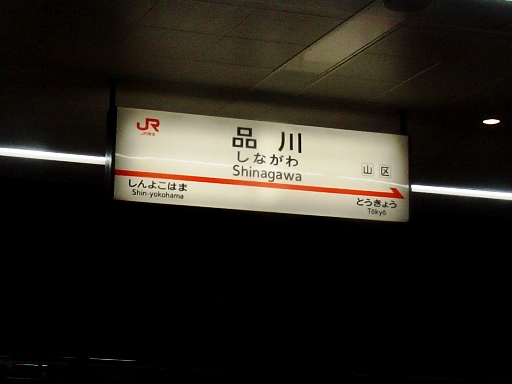 JR
品川
しながわ
Shinagawa
山 区
しんよこはま
Shin-yokohama
とうきょう
Tōkyō